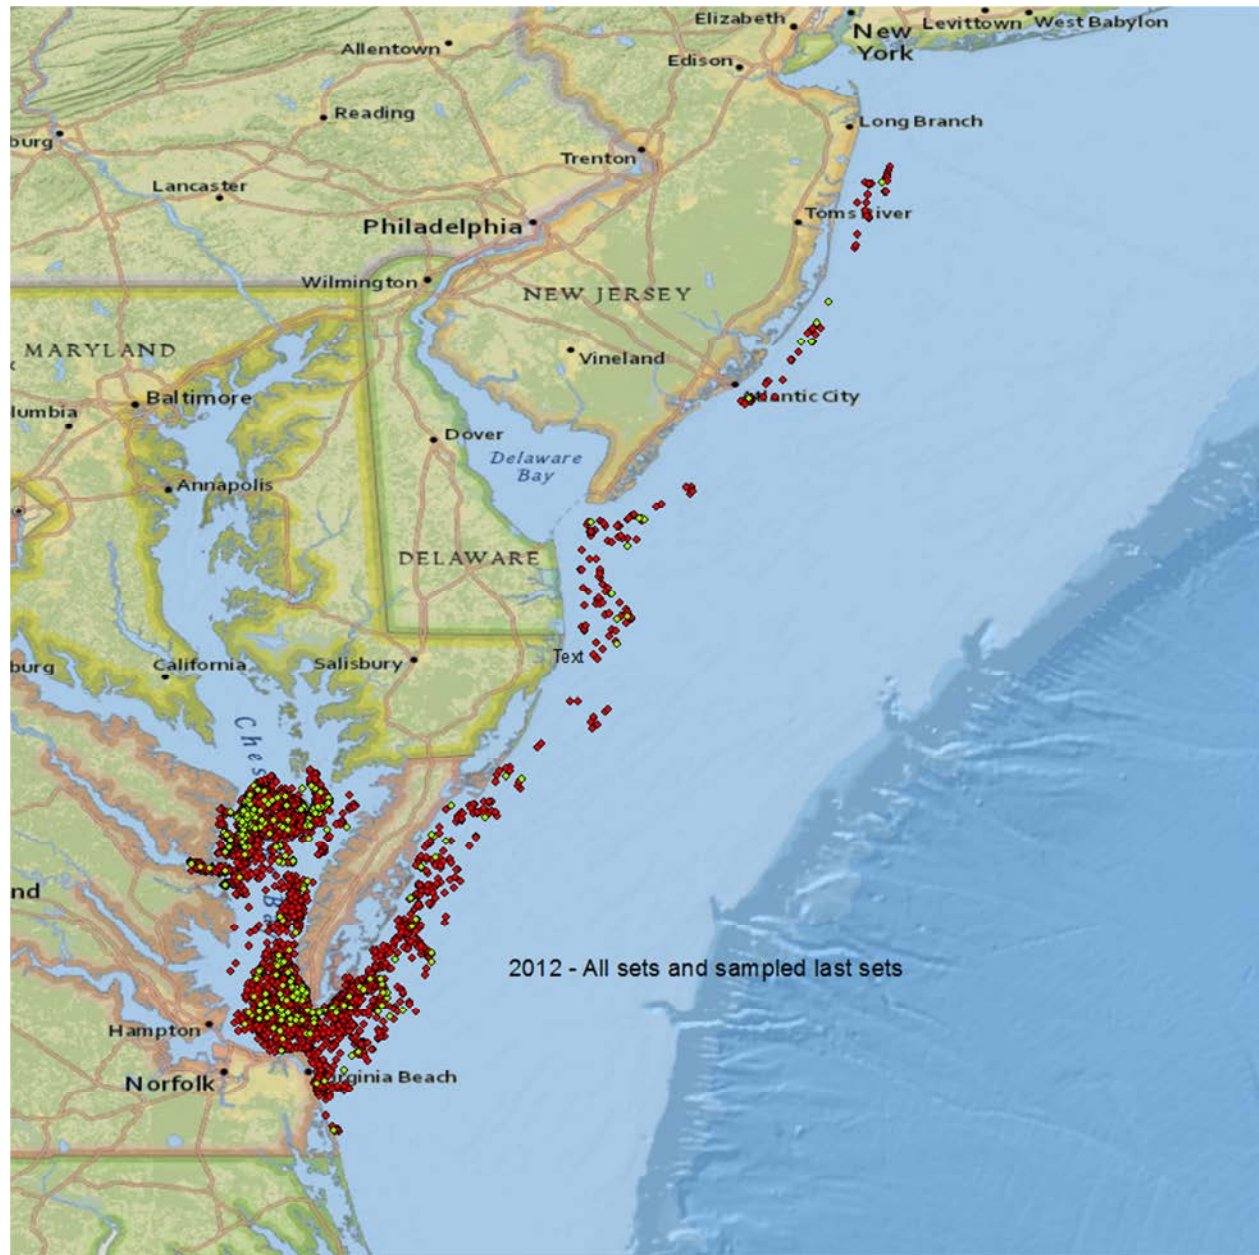 Elizabeth
New
York
Levittown
West Babylon
Allentown
Edison
Reading
Long Branch
burg
Trenton
Lancaster
Toms River
Philadelphia
Wilmington
NEW JERSEY
MARYLAND
Vineland
Baltimore
lumbia
Atlantic City
Dover
Delaware
Bay
Annapolis
DELAWARE
burg
California
Salisbury
Text
Ches
Ba
nd
2012 - All sets and sampled last sets
Hampton
Norfolk
Virginia Beach